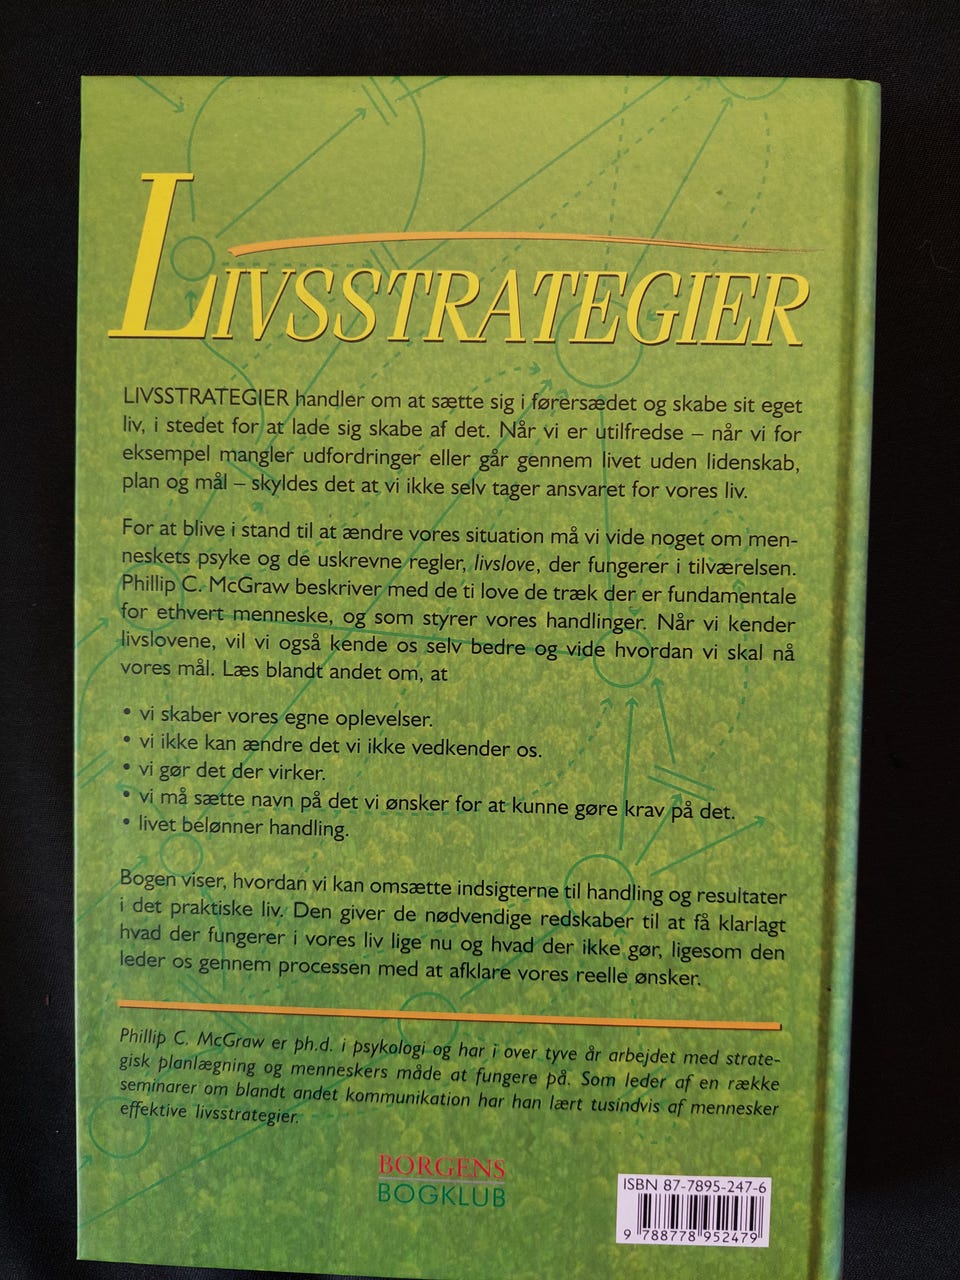 LIVSSTRATEGIER
LIVSSTRATEGIER handler om at sætte sig i førersædet og skabe sit eget
liv, i stedet for at lade sig skabe af det. Når vi er utilfredse – når vi for
eksempel mangler udfordringer eller går gennem livet uden lidenskab,
plan og mål – skyldes det at vi ikke selv tager ansvaret for vores liv.
For at blive i stand til at ændre vores situation må vi vide noget om men-
neskets psyke og de uskrevne regler, livslove, der fungerer i tilværelsen.
Phillip C. McGraw beskriver med de ti love de træk der er fundamentale
for ethvert menneske, og som styrer vores handlinger. Når vi kender
livslovene, vil vi også kende os selv bedre og vide hvordan vi skal nå
vores mål. Læs blandt andet om, at
• vi skaber vores egne oplevelser.
• vi ikke kan ændre det vi ikke vedkender os.
• vi gør det der virker.
• vi må sætte navn på det vi ønsker for at kunne gøre krav på det.
• livet belønner handling.
Bogen viser, hvordan vi kan omsætte indsigterne til handling og resultater
i det praktiske liv. Den giver de nødvendige redskaber til at få klarlagt
hvad der fungerer i vores liv lige nu og hvad der ikke gør, ligesom den
leder os gennem processen med at afklare vores reelle ønsker.
Phillip C. McGraw er ph.d. i psykologi og har i over tyve år arbejdet med strate-
gisk planlægning og menneskers måde at fungere på. Som leder af en række
seminarer om blandt andet kommunikation har han lært tusindvis af mennesker
effektive livsstrategier.
BORGENS
BOGKLUB
ISBN 87-7895-247-6
9 788778 952479